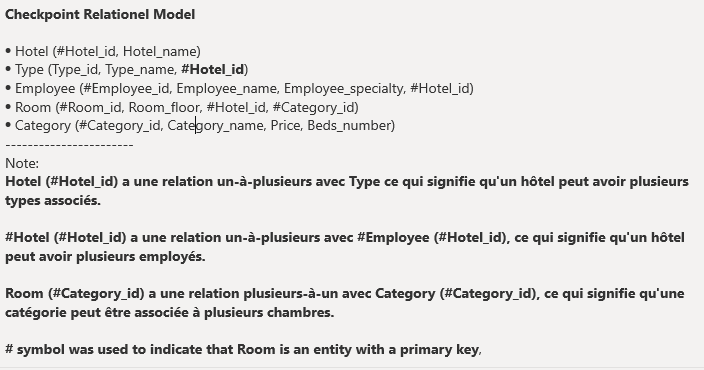 Checkpoint Relationel Model
• Hotel (#Hotel_id, Hotel_name)
• Type (Type_id, Type_name, #Hotel_id)
• Employee (#Employee_id, Employee_name, Employee_specialty, #Hotel_id)
• Room (#Room_id, Room_floor, #Hotel_id, #Category_id)
• Category (#Category_id, Category_name, Price, Beds_number)
-----------------------
Note:
Hotel (#Hotel_id) a une relation un-à-plusieurs avec Type ce qui signifie qu'un hôtel peut avoir plusieurs
types associés.
#Hotel (#Hotel_id) a une relation un-à-plusieurs avec #Employee (#Hotel_id), ce qui signifie qu'un hôtel
peut avoir plusieurs employés.
Room (#Category_id) a une relation plusieurs-à-un avec Category (#Category_id), ce qui signifie qu'une
catégorie peut être associée à plusieurs chambres.
# symbol was used to indicate that Room is an entity with a primary key,